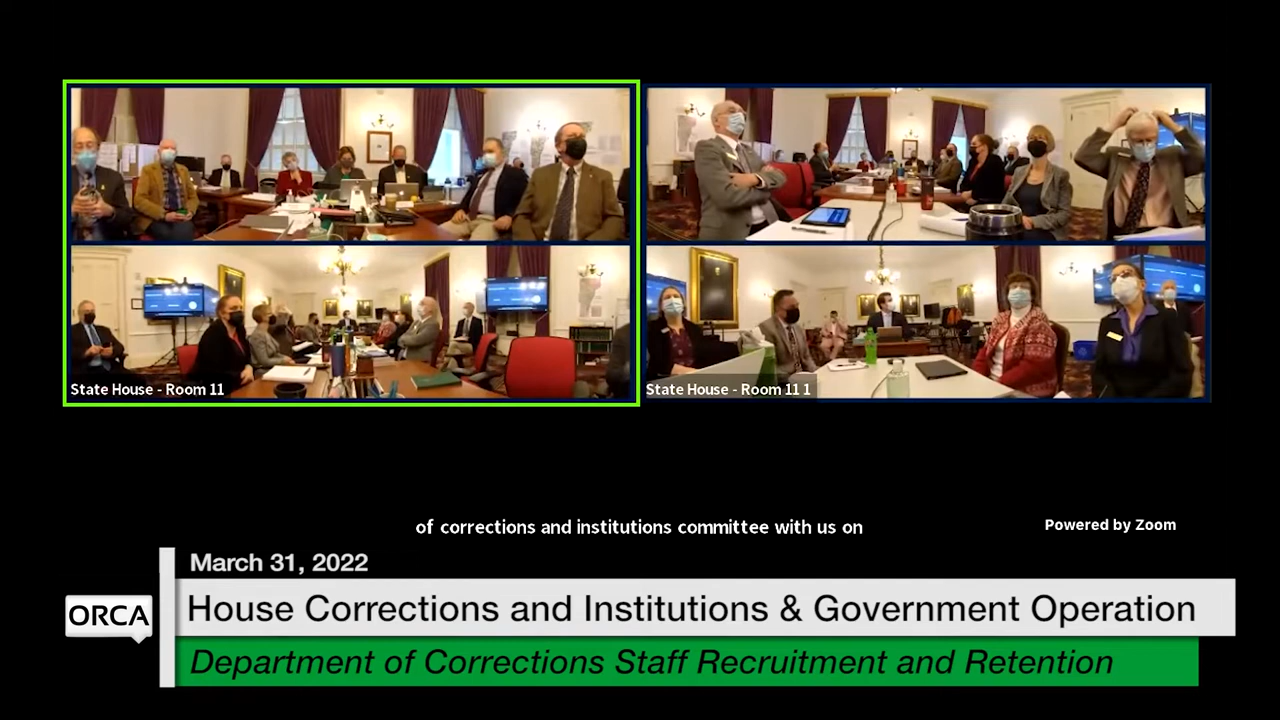 State House - Room 11
State House - Room 11 1
of corrections and institutions committee with us on
Powered by Zoom
March 31, 2022
ORCA
House Corrections and Institutions & Government Operation
Department of Corrections Staff Recruitment and Retention